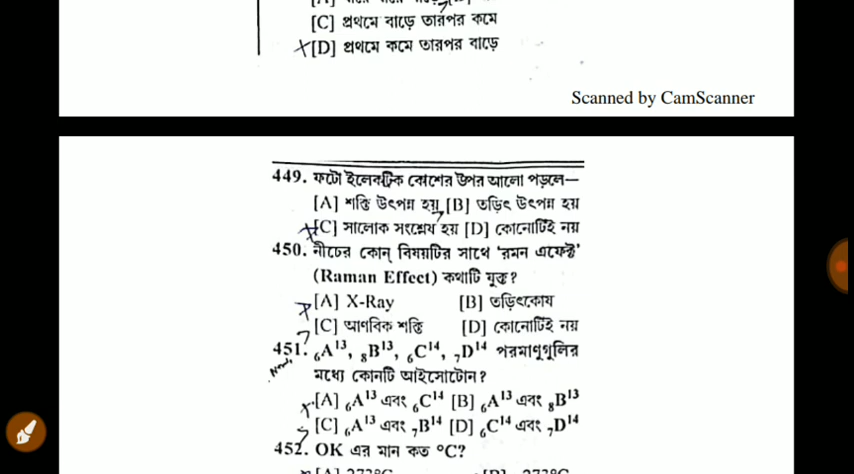 [C] প্রথমে বাড়ে তারপর কমে
[D] প্রথমে কমে তারপর বাড়ে
Scanned by CamScanner
449. ফটো ইলেকট্রিক কোশের উপর আলো পড়লে—
[A] শক্তি উৎপন্ন হয় [B] তড়িৎ উৎপন্ন হয়
[C] সালোক সংশ্লেষ হয় [D] কোনোটিই নয়
450. নীচের কোন্ বিষয়টির সাথে ‘রমন এফেক্ট’
(Raman Effect) কথাটি যুক্ত?
[A] X-Ray [B] তড়িৎকোষ
[C] আণবিক শক্তি [D] কোনোটিই নয়
451. ₆A¹³, ₈B¹³, ₆C¹⁴, ₇D¹⁴ পরমাণুগুলির
মধ্যে কোনটি আইসোটোন?
[A] ₆A¹³ এবং ₆C¹⁴ [B] ₆A¹³ এবং ₈B¹³
[C] ₆A¹³ এবং ₇B¹⁴ [D] ₆C¹⁴ এবং ₇D¹⁴
452. OK এর মান কত °C?